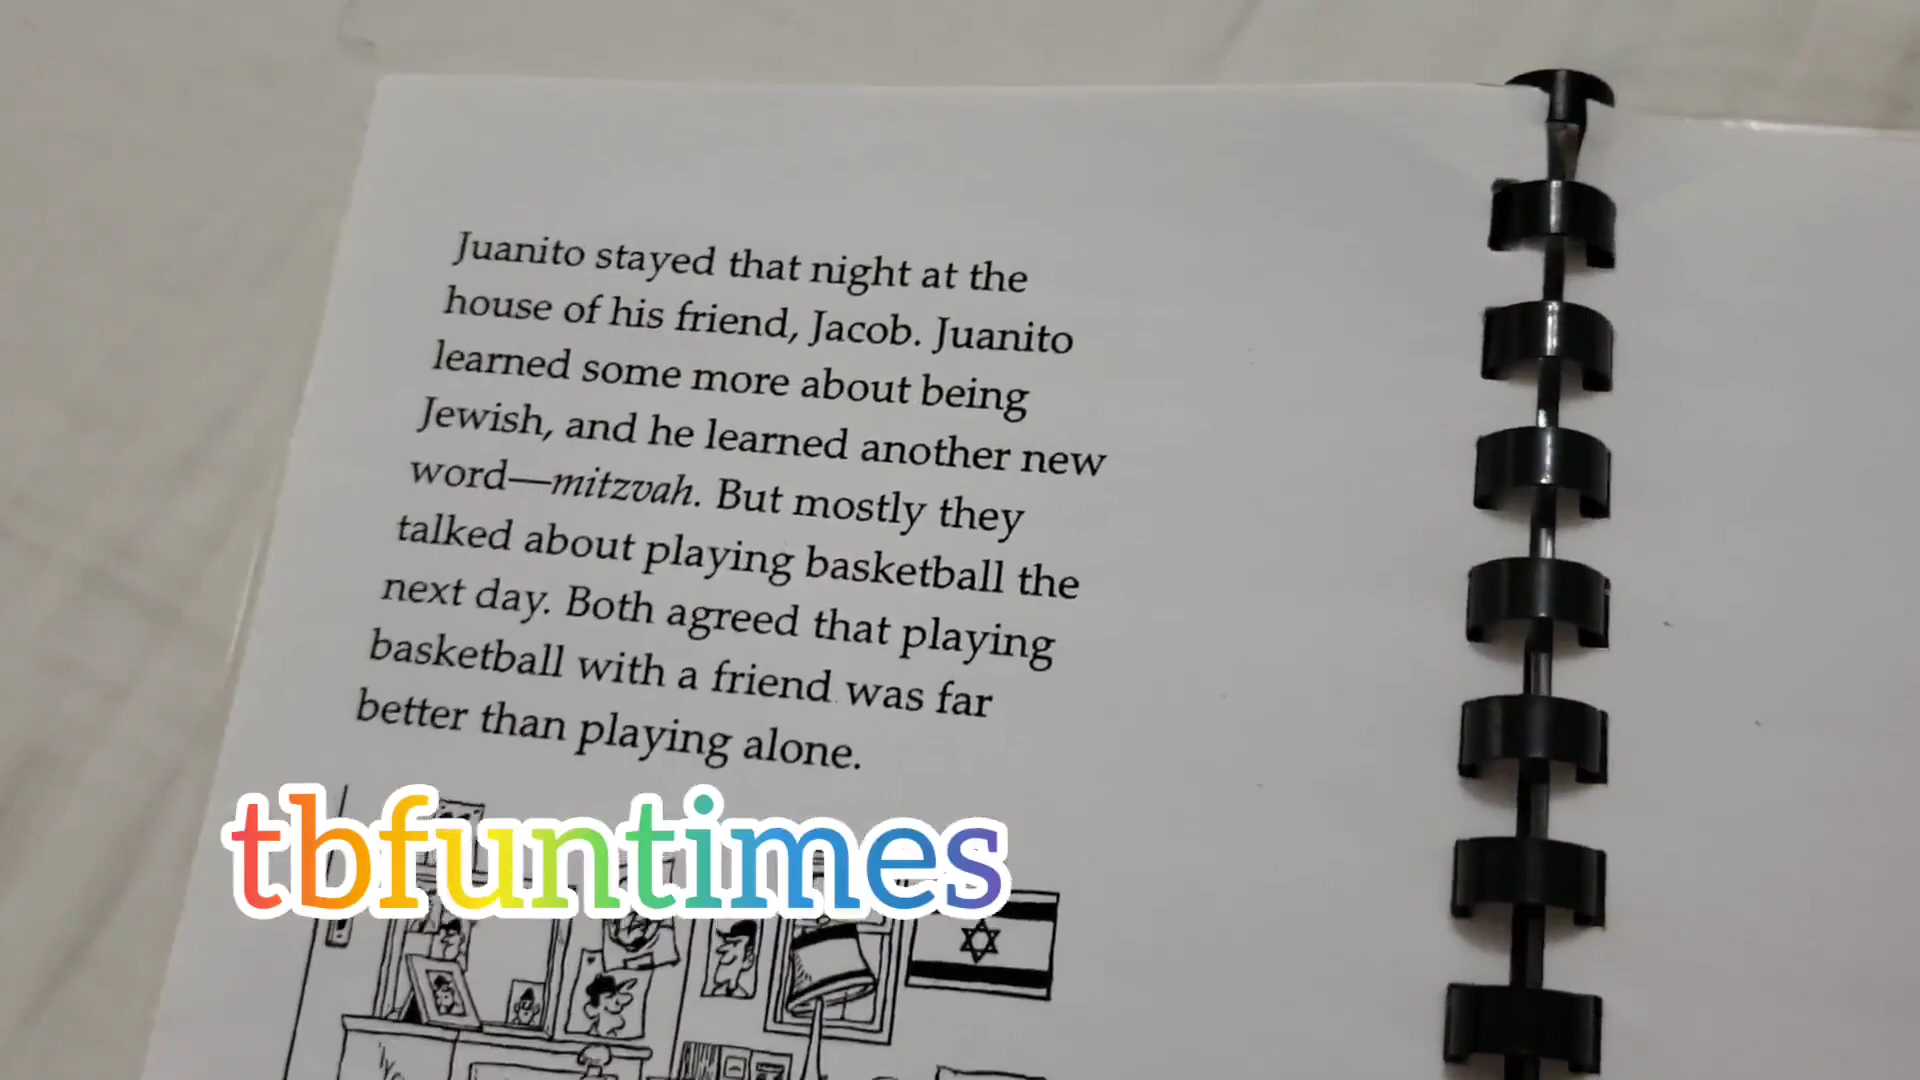 Juanito stayed that night at the
house of his friend, Jacob. Juanito
learned some more about being
Jewish, and he learned another new
word—mitzvah. But mostly they
talked about playing basketball the
next day. Both agreed that playing
basketball with a friend was far
better than playing alone.
tbfuntimes